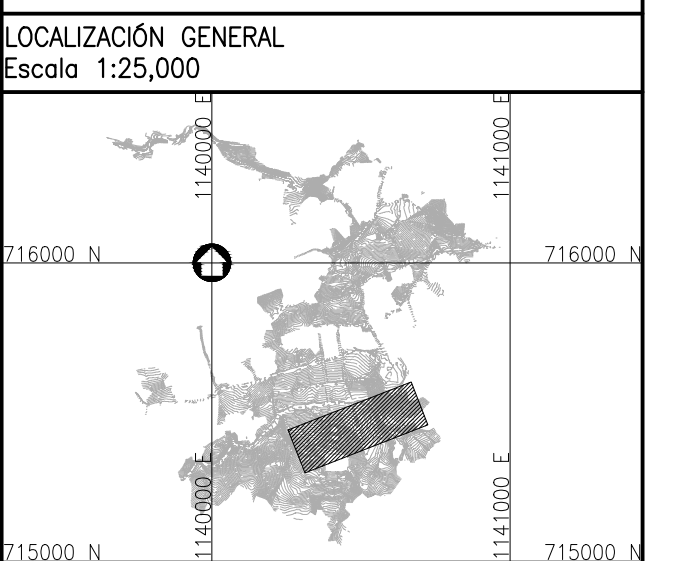 LOCALIZACIÓN GENERAL
Escala 1:25,000
1140000 E
1141000 E
716000 N
716000 N
1140000 E
1141000 E
715000 N
715000 N